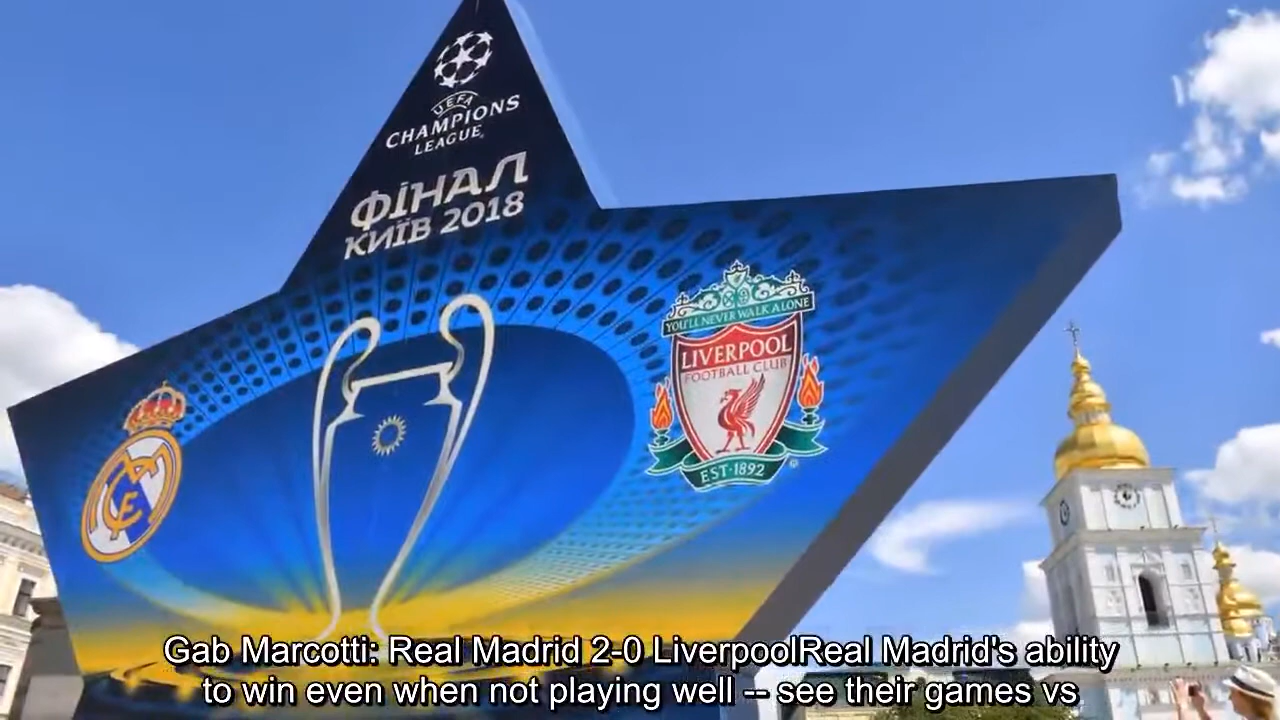 UEFA
CHAMPIONS
LEAGUE
ФІНАЛ
КИЇВ 2018
YOU'LL NEVER WALK ALONE
LIVERPOOL
FOOTBALL CLUB
EST·1892
Gab Marcotti: Real Madrid 2-0 LiverpoolReal Madrid's ability
to win even when not playing well -- see their games vs